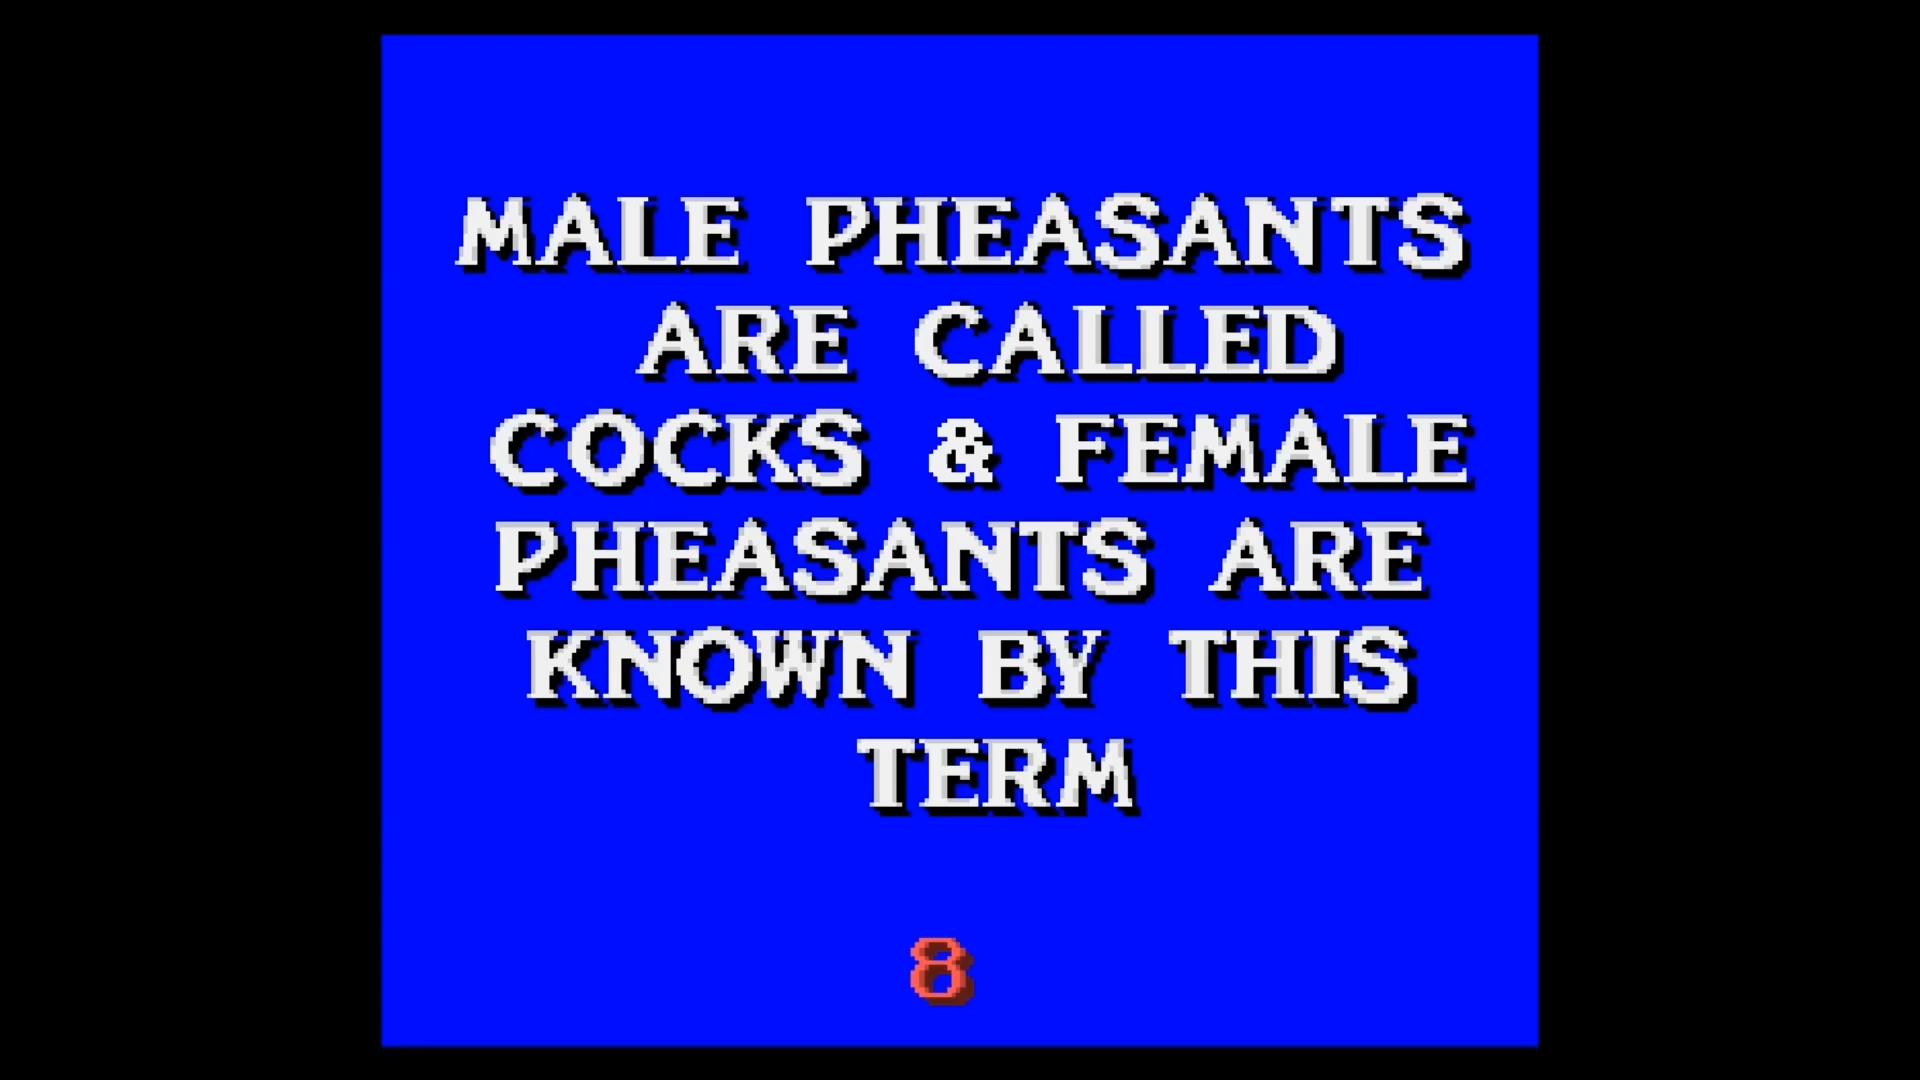 MALE PHEASANTS
ARE CALLED
COCKS & FEMALE
PHEASANTS ARE
KNOWN BY THIS
TERM
8